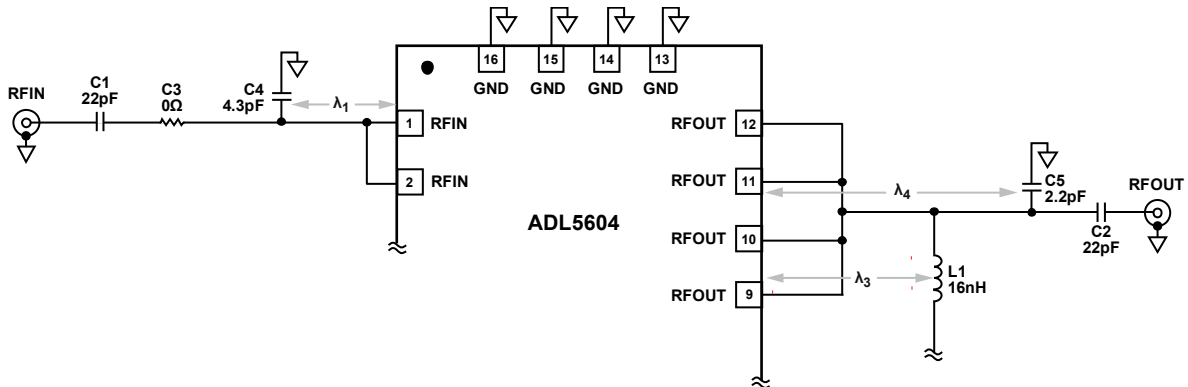 16
15
14
13
GND
GND
GND
GND
RFIN
C1
22pF
C3
0Ω
C4
4.3pF
λ1
1
RFIN
2
RFIN
ADL5604
RFOUT
12
RFOUT
11
RFOUT
10
RFOUT
9
λ4
λ3
L1
16nH
C5
2.2pF
RFOUT
C2
22pF